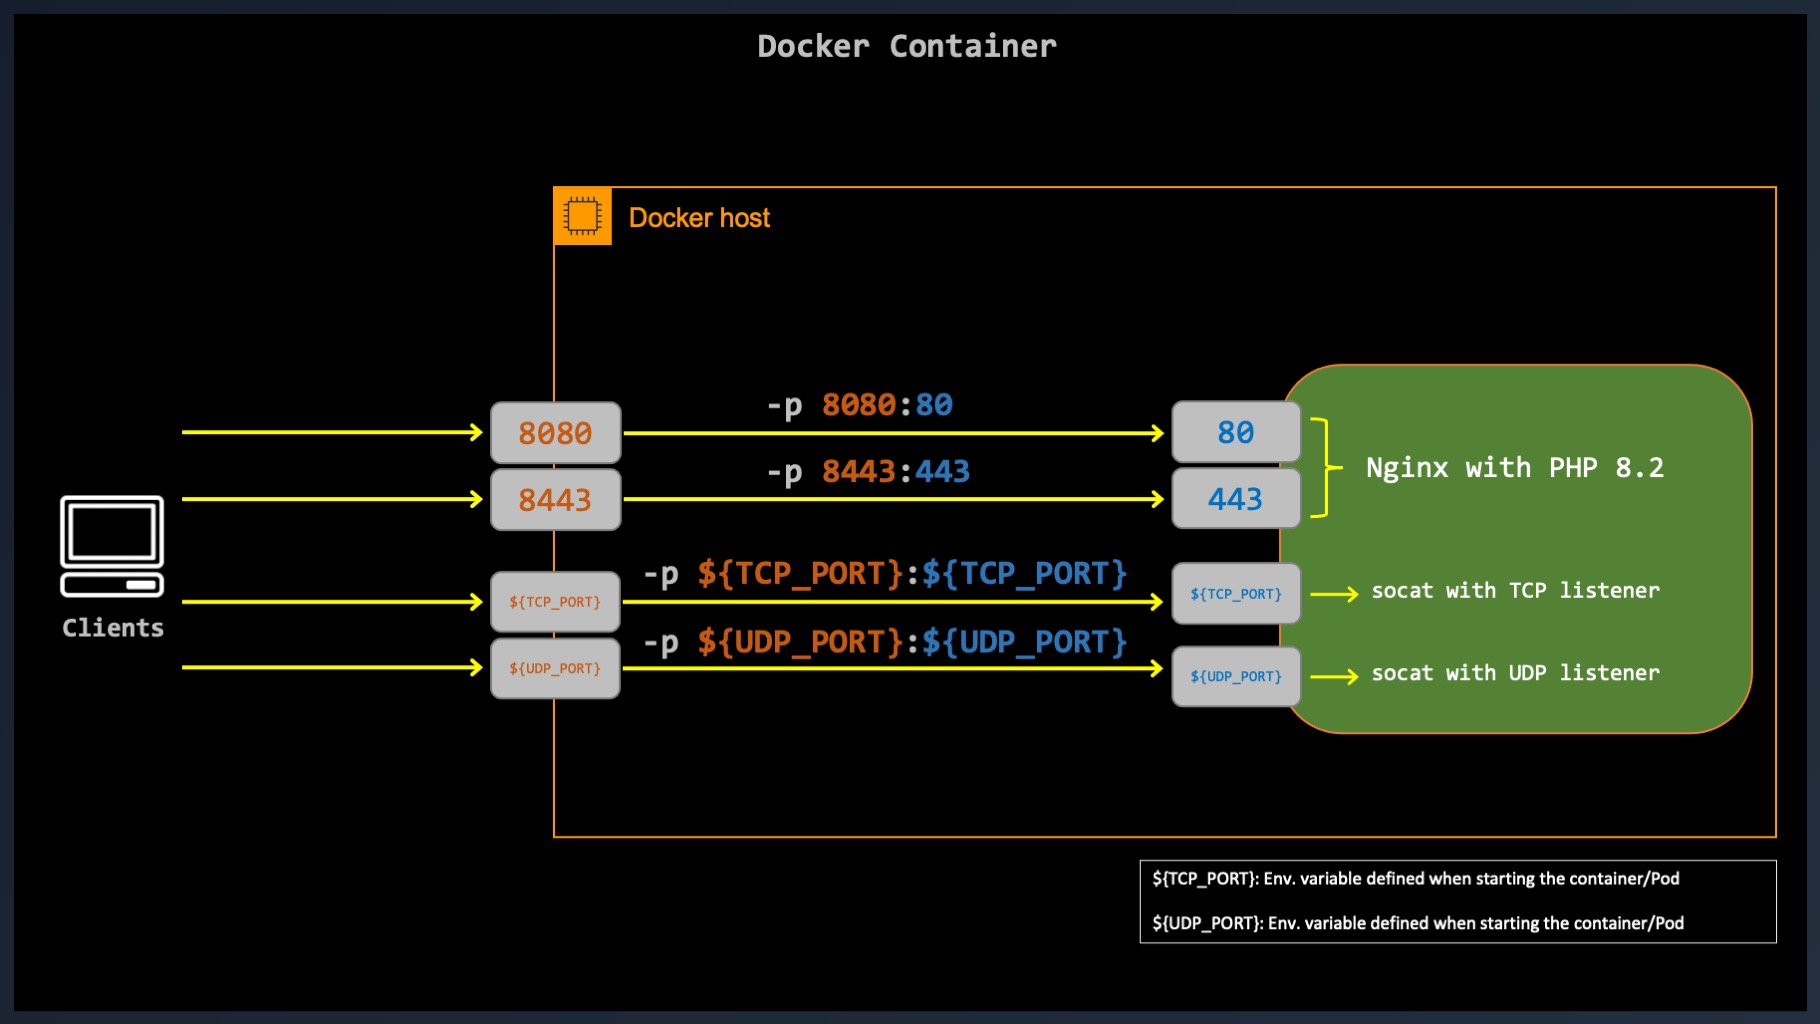 Docker Container
Docker host
-p 8080:80
8080
80
-p 8443:443
8443
443
Nginx with PHP 8.2
-p ${TCP_PORT}:${TCP_PORT}
${TCP_PORT}
${TCP_PORT}
socat with TCP listener
Clients
-p ${UDP_PORT}:${UDP_PORT}
${UDP_PORT}
${UDP_PORT}
socat with UDP listener
${TCP_PORT}: Env. variable defined when starting the container/Pod
${UDP_PORT}: Env. variable defined when starting the container/Pod